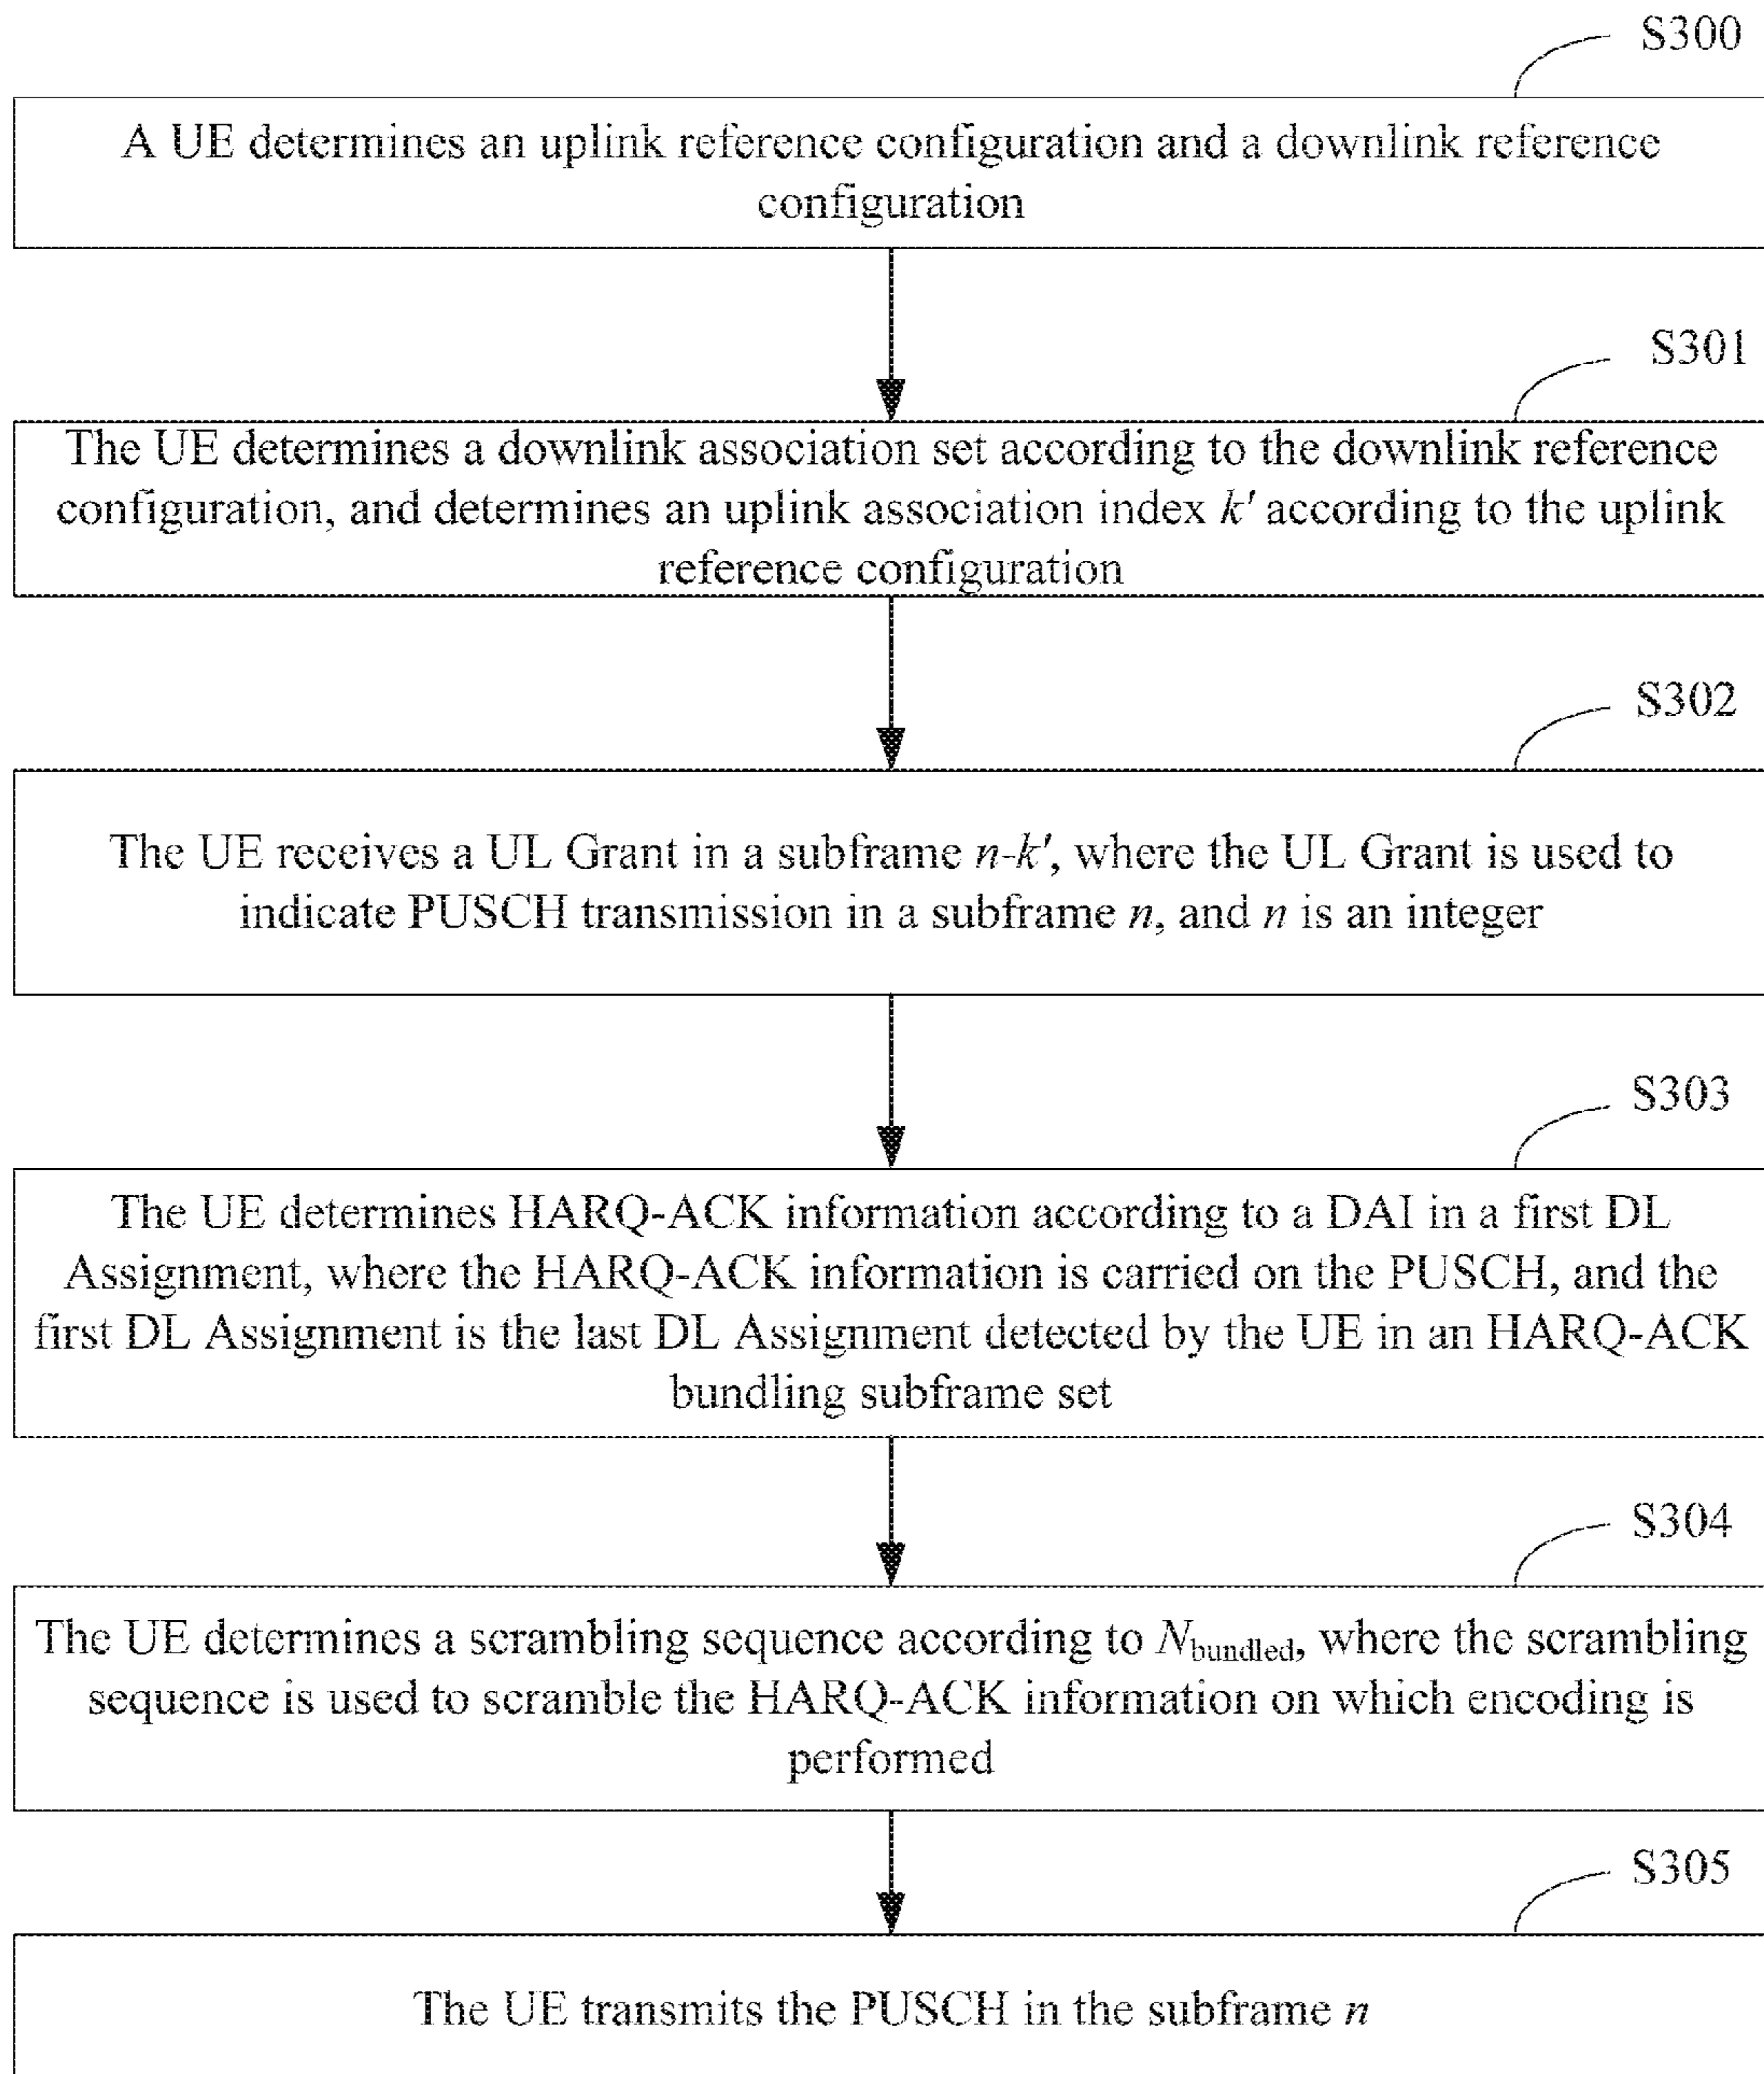 S300
A UE determines an uplink reference configuration and a downlink reference
configuration
S301
The UE determines a downlink association set according to the downlink reference
configuration, and determines an uplink association index k' according to the uplink
reference configuration
S302
The UE receives a UL Grant in a subframe n-k', where the UL Grant is used to
indicate PUSCH transmission in a subframe n, and n is an integer
S303
The UE determines HARQ-ACK information according to a DAI in a first DL
Assignment, where the HARQ-ACK information is carried on the PUSCH, and the
first DL Assignment is the last DL Assignment detected by the UE in an HARQ-ACK
bundling subframe set
S304
The UE determines a scrambling sequence according to Nbundled, where the scrambling
sequence is used to scramble the HARQ-ACK information on which encoding is
performed
S305
The UE transmits the PUSCH in the subframe n